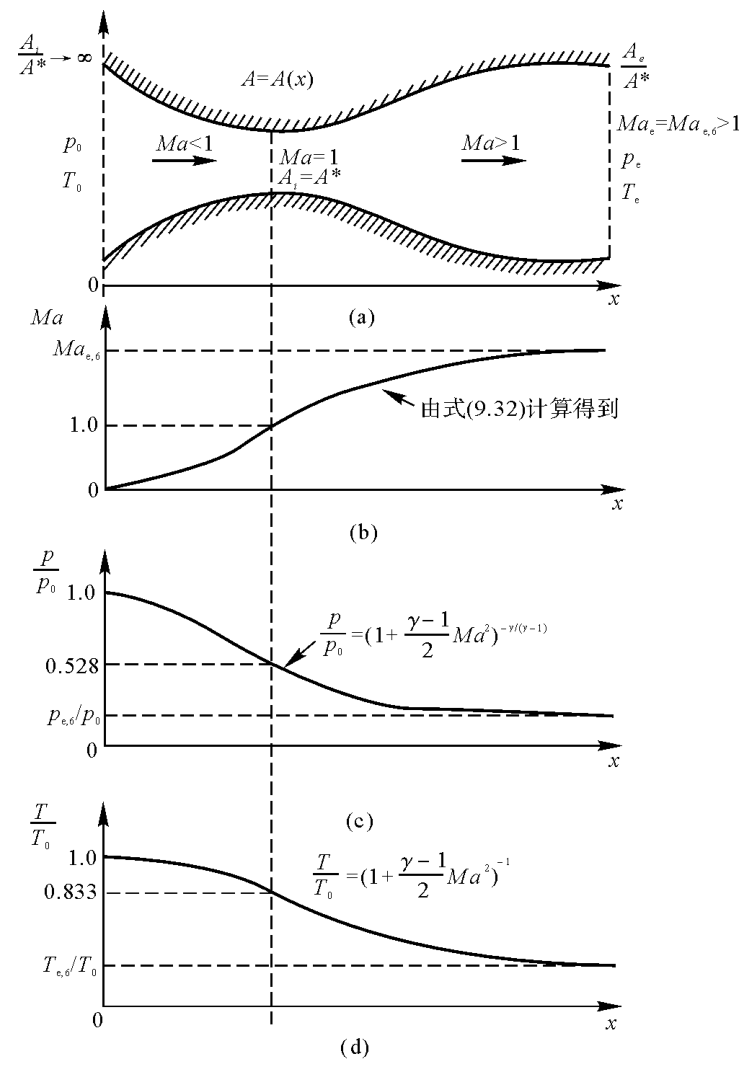 A_i/A* → ∞
A=A(x)
A_e/A*
p_0
T_0
Ma<1
Ma=1
A_t=A*
Ma>1
Ma_e=Ma_e,6>1
p_e
T_e
0
x
(a)
Ma
Ma_e,6
1.0
0
由式(9.32)计算得到
x
(b)
p/p_0
1.0
p/p_0=(1+(γ-1)/2 Ma²)^(-γ/(γ-1))
0.528
p_e,6/p_0
0
x
(c)
T/T_0
1.0
0.833
T/T_0=(1+(γ-1)/2 Ma²)^(-1)
T_e,6/T_0
0
x
(d)